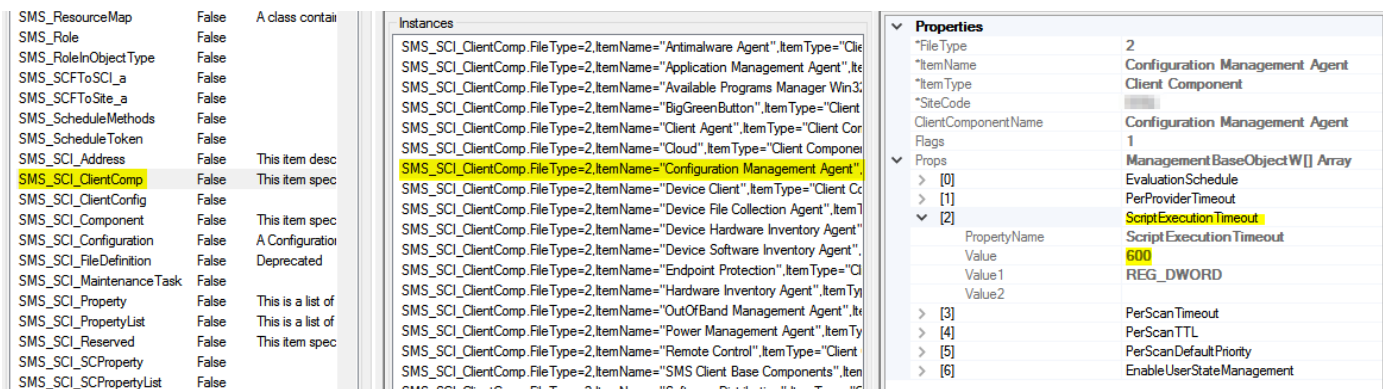 SMS_ResourceMap False A class contai
SMS_Role False
SMS_RoleInObjectType False
SMS_SCFToSCI_a False
SMS_SCFToSite_a False
SMS_ScheduleMethods False
SMS_ScheduleToken False
SMS_SCI_Address False This item desc
SMS_SCI_ClientComp False This item spec
SMS_SCI_ClientConfig False
SMS_SCI_Component False This item spec
SMS_SCI_Configuration False A Configuration
SMS_SCI_FileDefinition False Deprecated
SMS_SCI_MaintenanceTask False
SMS_SCI_Property False This is a list of
SMS_SCI_PropertyList False This is a list of
SMS_SCI_Reserved False This item spec
SMS_SCI_SCProperty False
SMS_SCI_SCPropertyList False
Instances
SMS_SCI_ClientComp.FileType=2,ItemName="Antimalware Agent",ItemType="Clie
SMS_SCI_ClientComp.FileType=2,ItemName="Application Management Agent",Ite
SMS_SCI_ClientComp.FileType=2,ItemName="Available Programs Manager Win32
SMS_SCI_ClientComp.FileType=2,ItemName="BigGreenButton",ItemType="Client
SMS_SCI_ClientComp.FileType=2,ItemName="Client Agent",ItemType="Client Cor
SMS_SCI_ClientComp.FileType=2,ItemName="Cloud",ItemType="Client Componer
SMS_SCI_ClientComp.FileType=2,ItemName="Configuration Management Agent",
SMS_SCI_ClientComp.FileType=2,ItemName="Device Client",ItemType="Client Cc
SMS_SCI_ClientComp.FileType=2,ItemName="Device File Collection Agent",ItemT
SMS_SCI_ClientComp.FileType=2,ItemName="Device Hardware Inventory Agent"
SMS_SCI_ClientComp.FileType=2,ItemName="Device Software Inventory Agent",
SMS_SCI_ClientComp.FileType=2,ItemName="Endpoint Protection",ItemType="Cl
SMS_SCI_ClientComp.FileType=2,ItemName="Hardware Inventory Agent",ItemTy
SMS_SCI_ClientComp.FileType=2,ItemName="OutOfBand Management Agent",Ite
SMS_SCI_ClientComp.FileType=2,ItemName="Power Management Agent",ItemTy
SMS_SCI_ClientComp.FileType=2,ItemName="Remote Control",ItemType="Client
SMS_SCI_ClientComp.FileType=2,ItemName="SMS Client Base Components",Item
Properties
*FileType 2
*ItemName Configuration Management Agent
*ItemType Client Component
*SiteCode
ClientComponentName Configuration Management Agent
Flags 1
Props ManagementBaseObjectW[] Array
[0] EvaluationSchedule
[1] PerProviderTimeout
[2] ScriptExecutionTimeout
PropertyName ScriptExecutionTimeout
Value 600
Value1 REG_DWORD
Value2
[3] PerScanTimeout
[4] PerScanTTL
[5] PerScanDefaultPriority
[6] EnableUserStateManagement